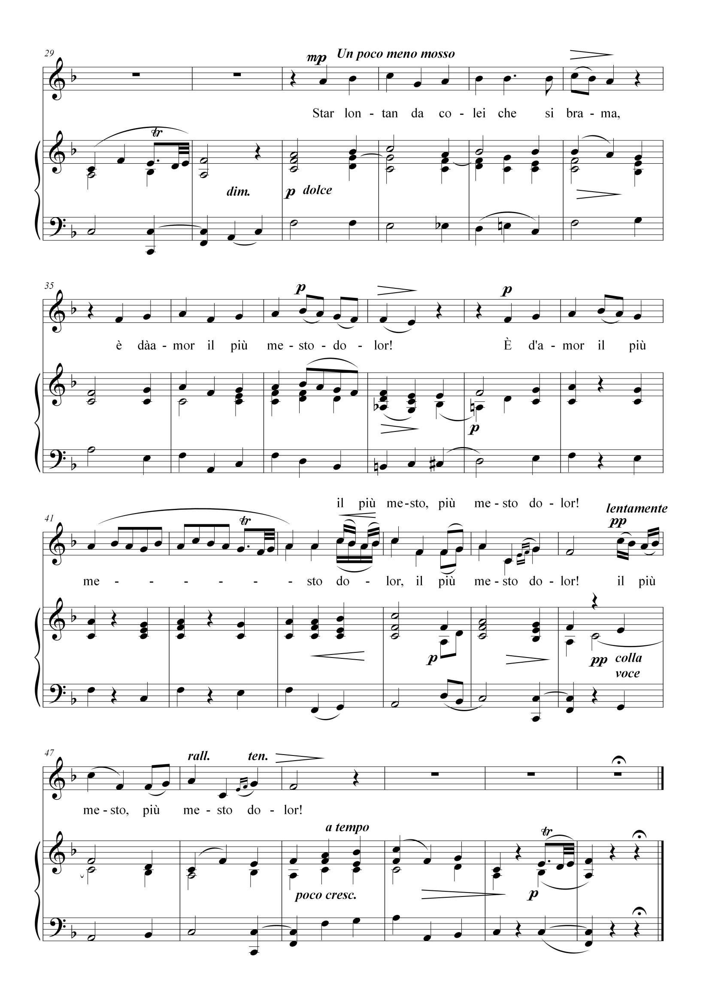 29
mp Un poco meno mosso
Star lon - tan da co - lei che si bra - ma,
tr
dim. p dolce
35
p p
è dàa - mor il più me - sto - do - lor! È d'a - mor il più
p
il più me - sto, più me - sto do - lor!
41 tr lentamente
pp
me - - - - - - sto do - lor, il più me - sto do - lor! il più
p pp colla
voce
47 rall. ten.
me - sto, più me - sto do - lor!
a tempo
tr
poco cresc. p